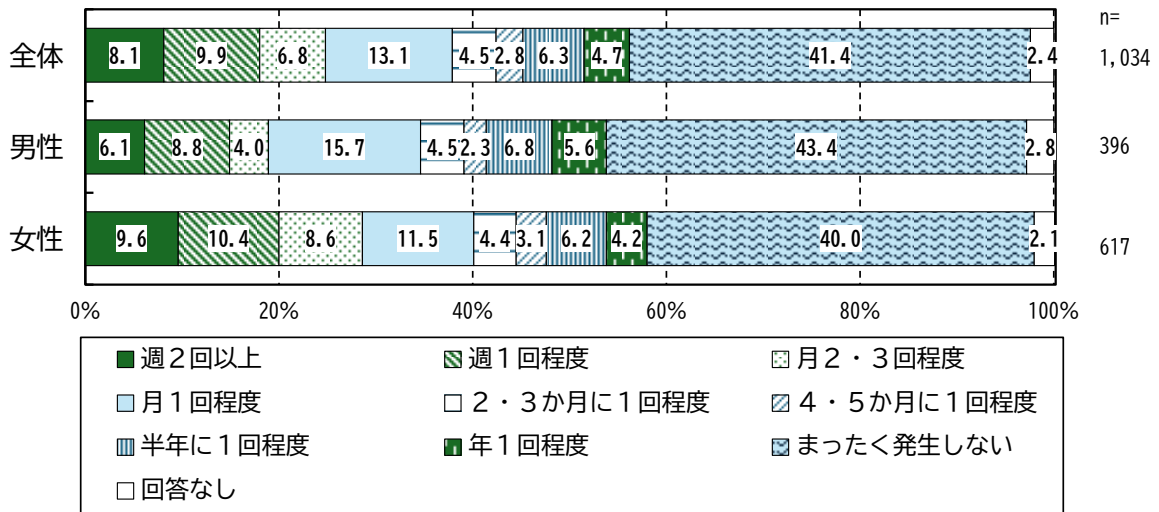 n=
全体 8.1 9.9 6.8 13.1 4.5 2.8 6.3 4.7 41.4 2.4 1,034
男性 6.1 8.8 4.0 15.7 4.5 2.3 6.8 5.6 43.4 2.8 396
女性 9.6 10.4 8.6 11.5 4.4 3.1 6.2 4.2 40.0 2.1 617
0% 20% 40% 60% 80% 100%
週２回以上 週１回程度 月２・３回程度
月１回程度 ２・３か月に１回程度 ４・５か月に１回程度
半年に１回程度 年１回程度 まったく発生しない
回答なし